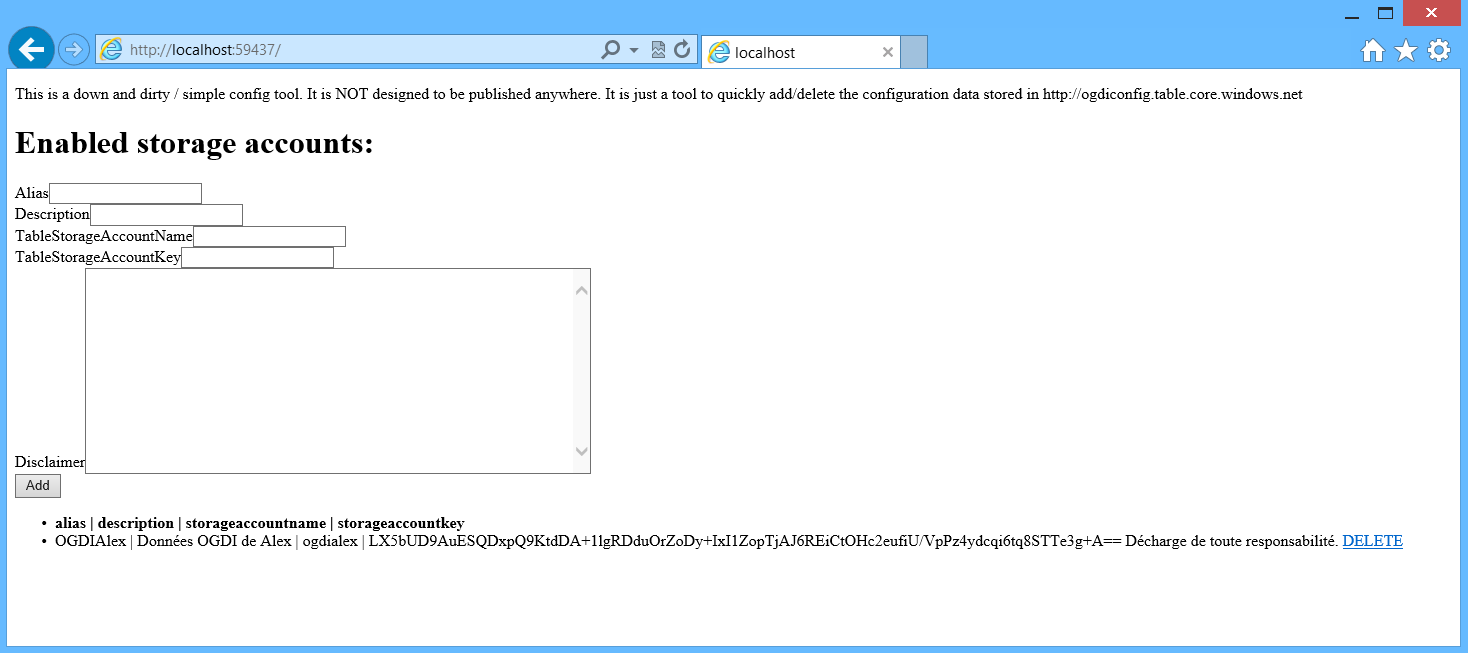 http://localhost:59437/
localhost
This is a down and dirty / simple config tool. It is NOT designed to be published anywhere. It is just a tool to quickly add/delete the configuration data stored in http://ogdiconfig.table.core.windows.net
Enabled storage accounts:
Alias
Description
TableStorageAccountName
TableStorageAccountKey
Disclaimer
Add
• alias | description | storageaccountname | storageaccountkey
• OGDIAlex | Données OGDI de Alex | ogdialex | LX5bUD9AuESQDxpQ9KtdDA+1lgRDduOrZoDy+IxI1ZopTjAJ6REiCtOHc2eufiU/VpPz4ydcqi6tq8STTe3g+A== Décharge de toute responsabilité. DELETE